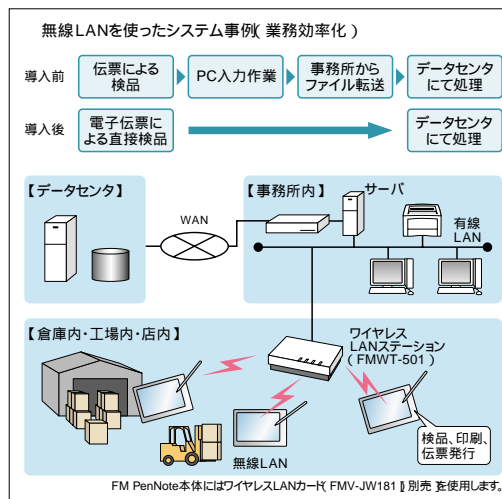 無線LANを使ったシステム事例(業務効率化)
導入前
伝票による
検品
PC入力作業
事務所から
ファイル転送
データセンタ
にて処理
導入後
電子伝票に
よる直接検品
データセンタ
にて処理
【データセンタ】
WAN
【事務所内】
サーバ
有線
LAN
【倉庫内・工場内・店内】
ワイヤレス
LANステーション
(FMWT-501)
無線LAN
検品、印刷、
伝票発行
FM PenNote本体にはワイヤレスLANカード(FMV-JW181)別売)を使用します。